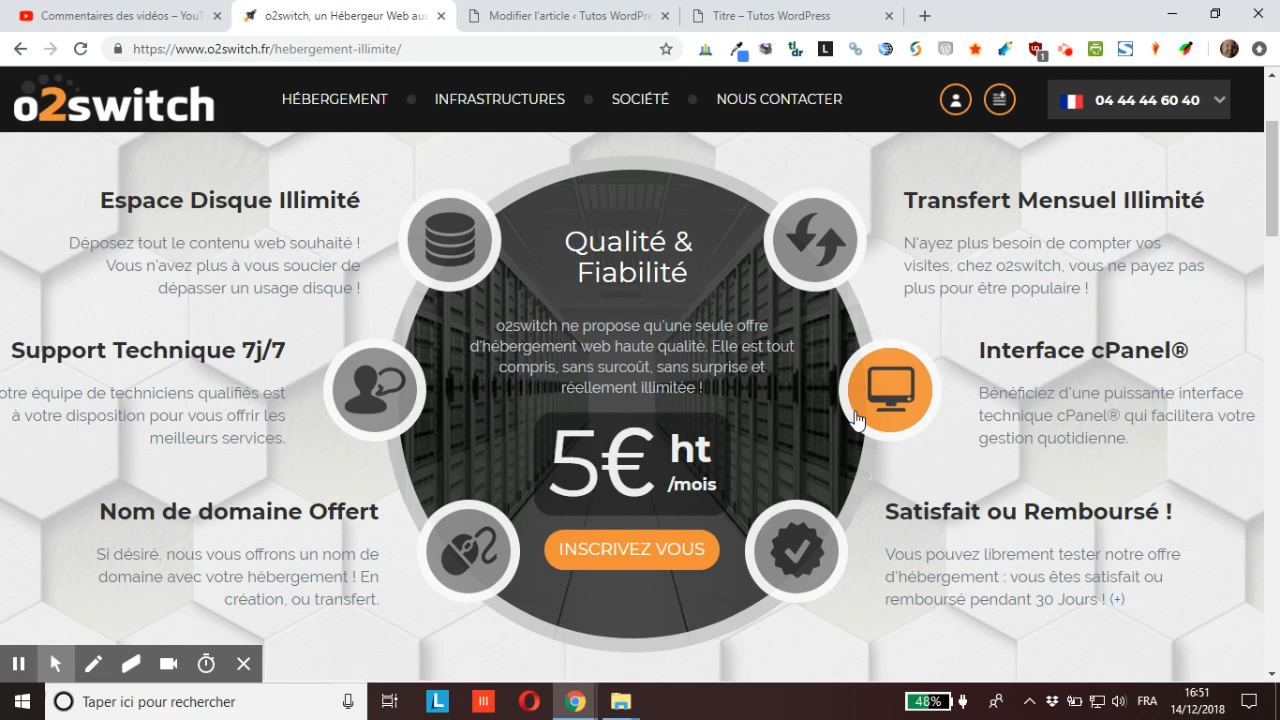 Commentaires des vidéos – YouT
o2switch, un Hébergeur Web aux
Modifier l'article ‹ Tutos WordPre
Titre – Tutos WordPress
https://www.o2switch.fr/hebergement-illimite/
tl;dr
L
1
o2switch
HÉBERGEMENT
INFRASTRUCTURES
SOCIÉTÉ
NOUS CONTACTER
04 44 44 60 40
Espace Disque Illimité
Déposez tout le contenu web souhaité !
Vous n'avez plus à vous soucier de
dépasser un usage disque !
Support Technique 7j/7
otre équipe de techniciens qualifiés est
à votre disposition pour vous offrir les
meilleurs services.
Nom de domaine Offert
Si désiré, nous vous offrons un nom de
domaine avec votre hébergement ! En
création, ou transfert.
Qualité &
Fiabilité
o2switch ne propose qu'une seule offre
d'hébergement web haute qualité. Elle est tout
compris, sans surcoût, sans surprise et
réellement illimitée !
5€ ht
/mois
INSCRIVEZ VOUS
Transfert Mensuel Illimité
N'ayez plus besoin de compter vos
visites, chez o2switch, vous ne payez pas
plus pour être populaire !
Interface cPanel®
Bénéficiez d'une puissante interface
technique cPanel® qui facilitera votre
gestion quotidienne.
Satisfait ou Remboursé !
Vous pouvez librement tester notre offre
d'hébergement : vous êtes satisfait ou
remboursé pendant 30 Jours ! (+)
Taper ici pour rechercher
L
48%
FRA
16:51
14/12/2018